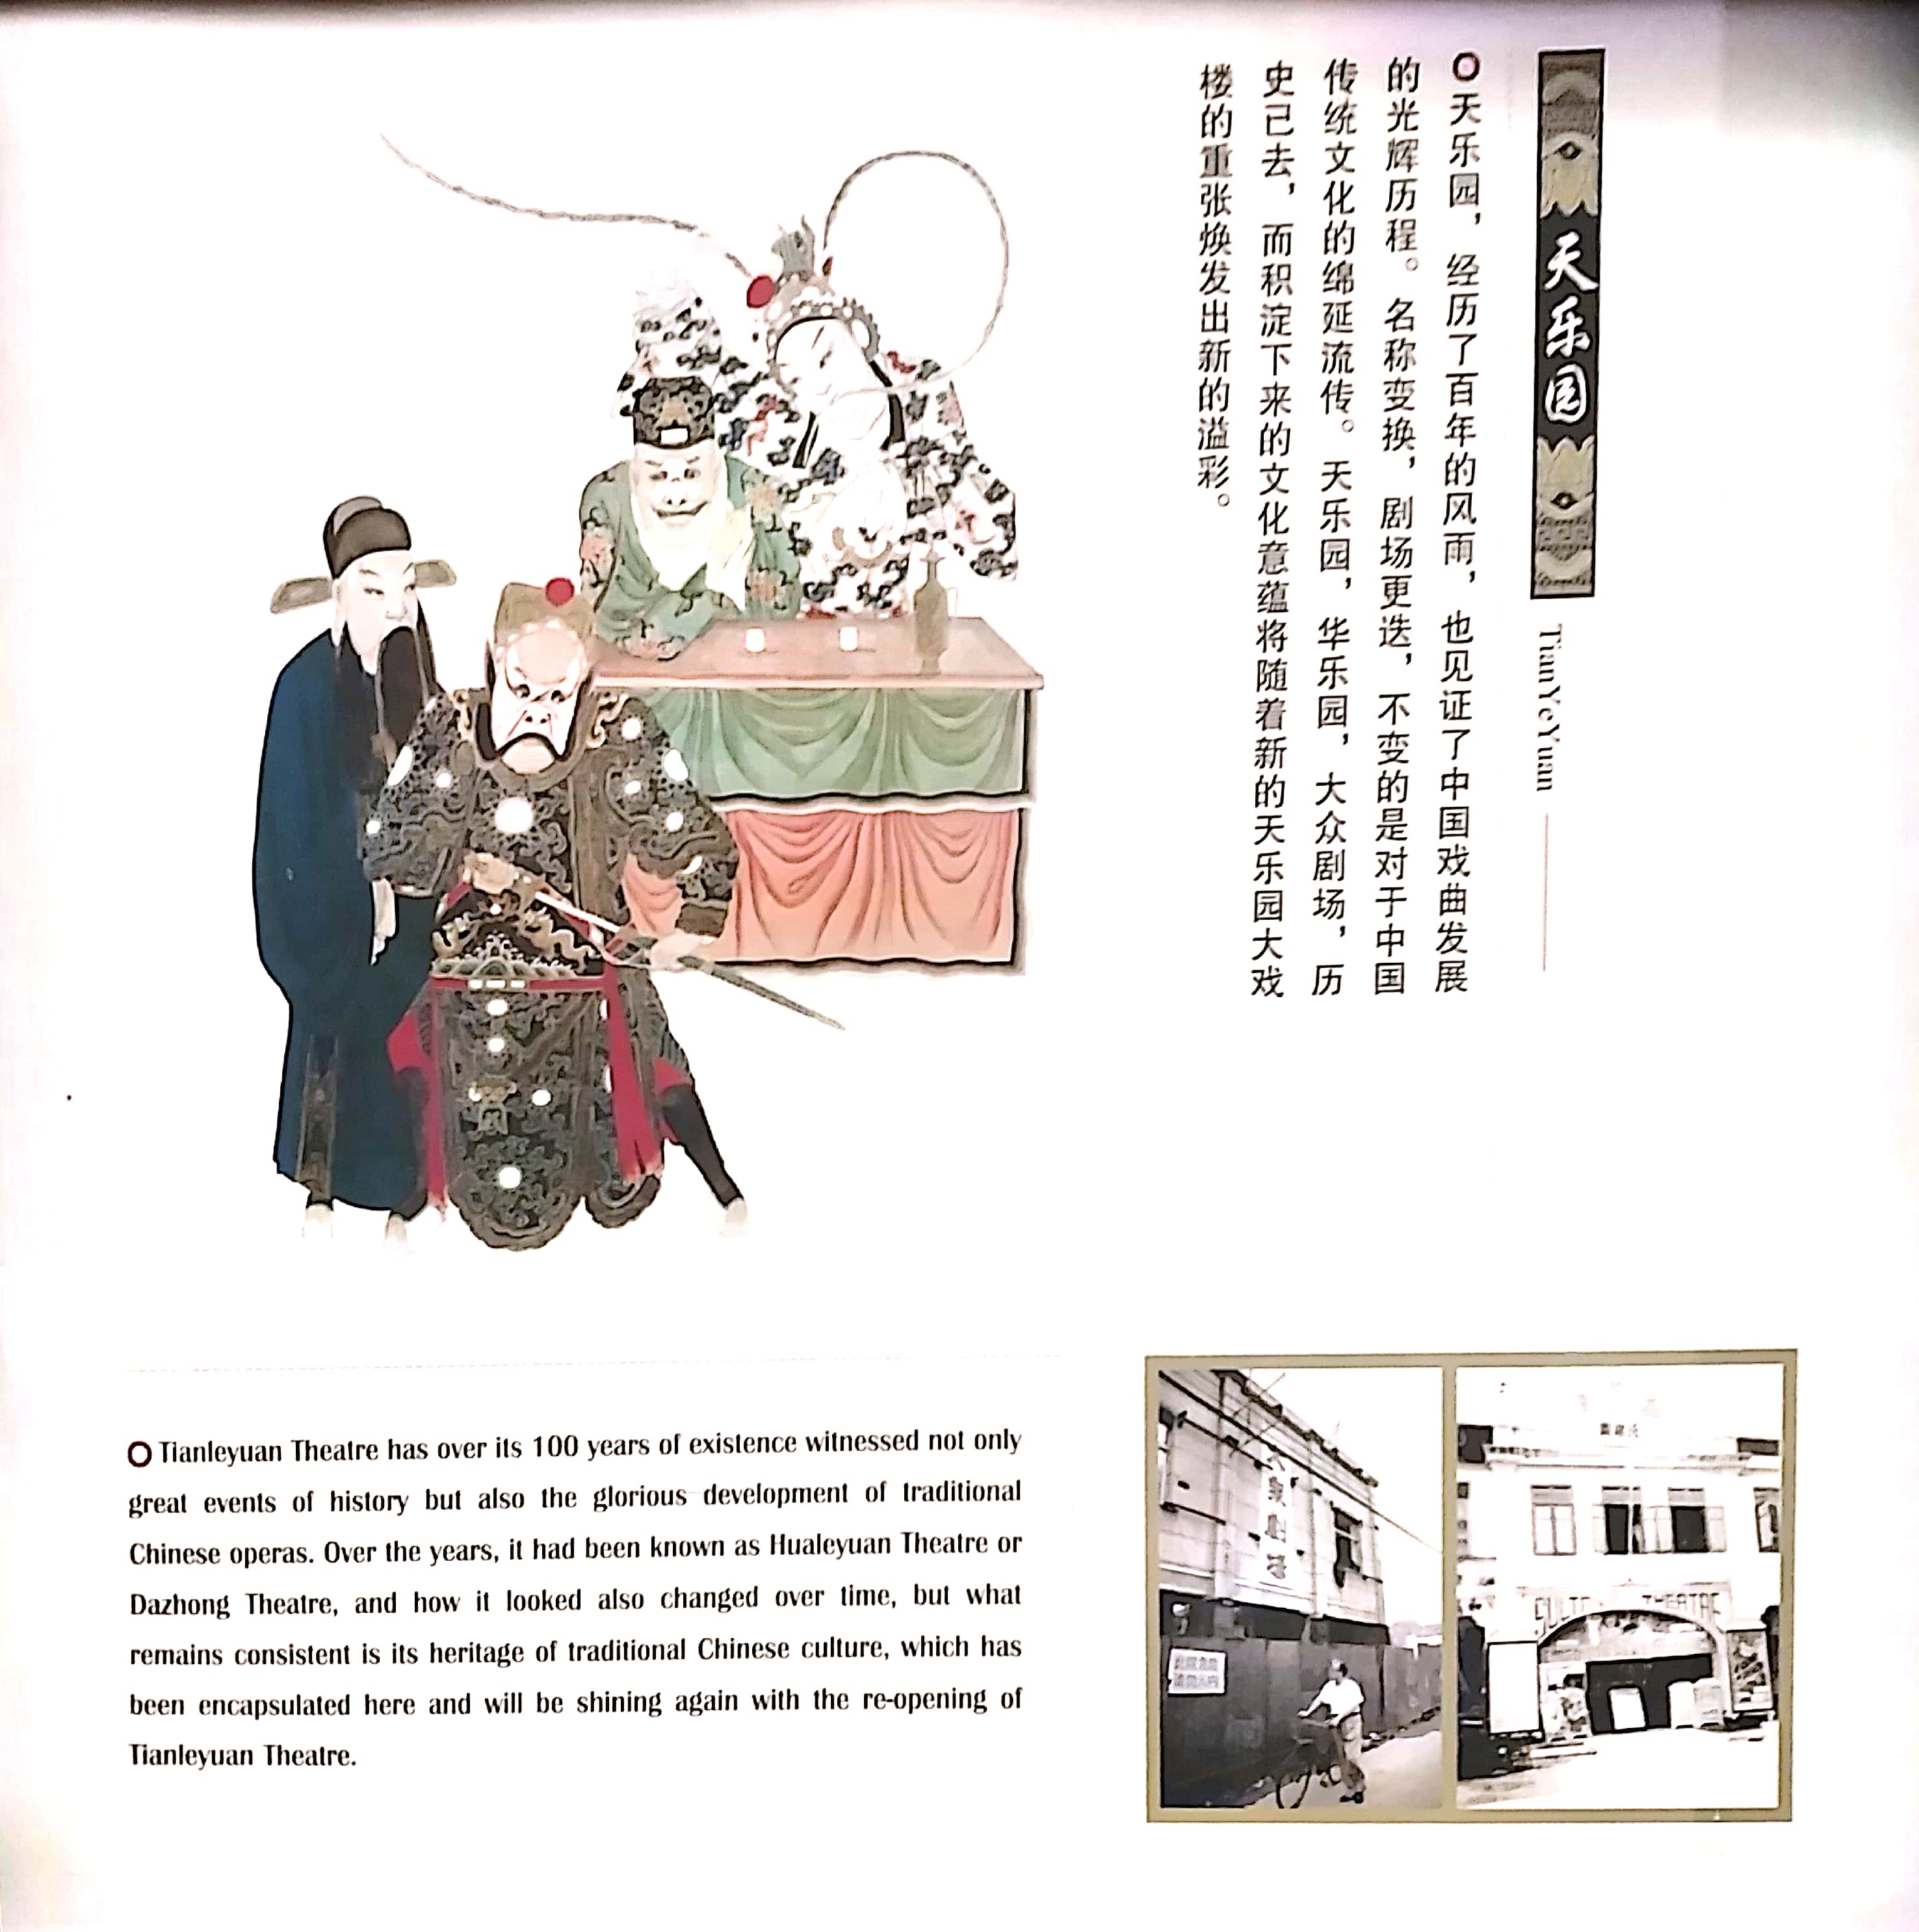 天乐园
TianYeYuan
天乐园，经历了百年的风雨，也见证了中国戏曲发展
的光辉历程。名称变换，剧场更迭，不变的是对于中国
传统文化的绵延流传。天乐园，华乐园，大众剧场，历
史已去，而积淀下来的文化意蕴将随着新的天乐园大戏
楼的重张焕发出新的溢彩。
Tianleyuan Theatre has over its 100 years of existence witnessed not only
great events of history but also the glorious development of traditional
Chinese operas. Over the years, it had been known as Hualeyuan Theatre or
Dazhong Theatre, and how it looked also changed over time, but what
remains consistent is its heritage of traditional Chinese culture, which has
been encapsulated here and will be shining again with the re-opening of
Tianleyuan Theatre.
THEATRE